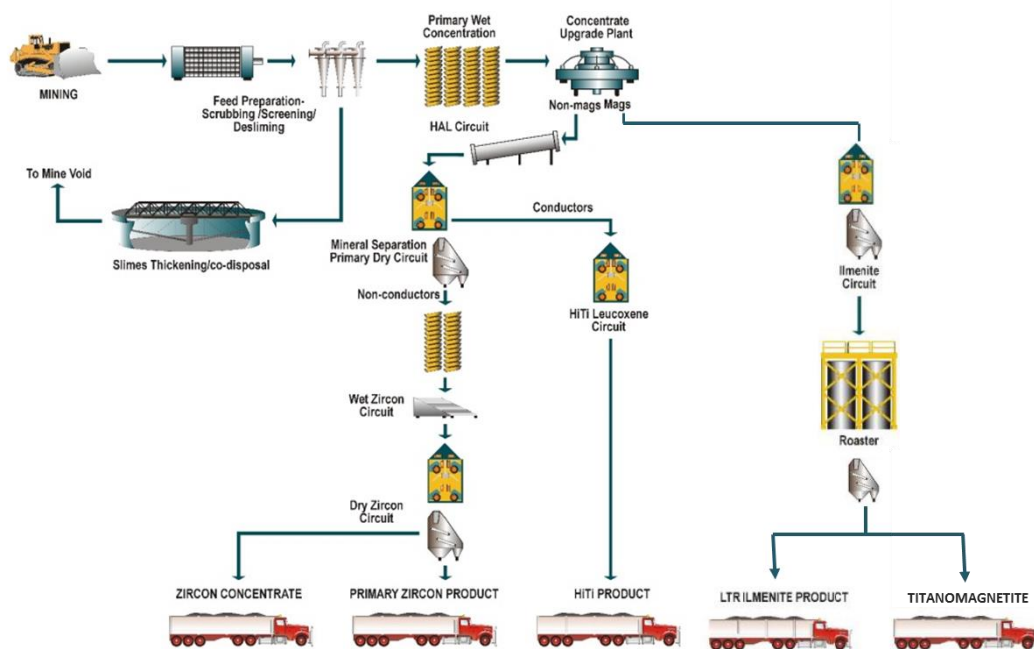 Primary Wet
Concentration
Concentrate
Upgrade Plant
MINING
Feed Preparation-
Scrubbing /Screening/
Desliming
HAL Circuit
Non-mags Mags
To Mine Void
Slimes Thickening/co-disposal
Conductors
Mineral Separation
Primary Dry Circuit
Non-conductors
HiTi Leucoxene
Circuit
Ilmenite
Circuit
Wet Zircon
Circuit
Roaster
Dry Zircon
Circuit
ZIRCON CONCENTRATE
PRIMARY ZIRCON PRODUCT
HiTi PRODUCT
LTR ILMENITE PRODUCT
TITANOMAGNETITE